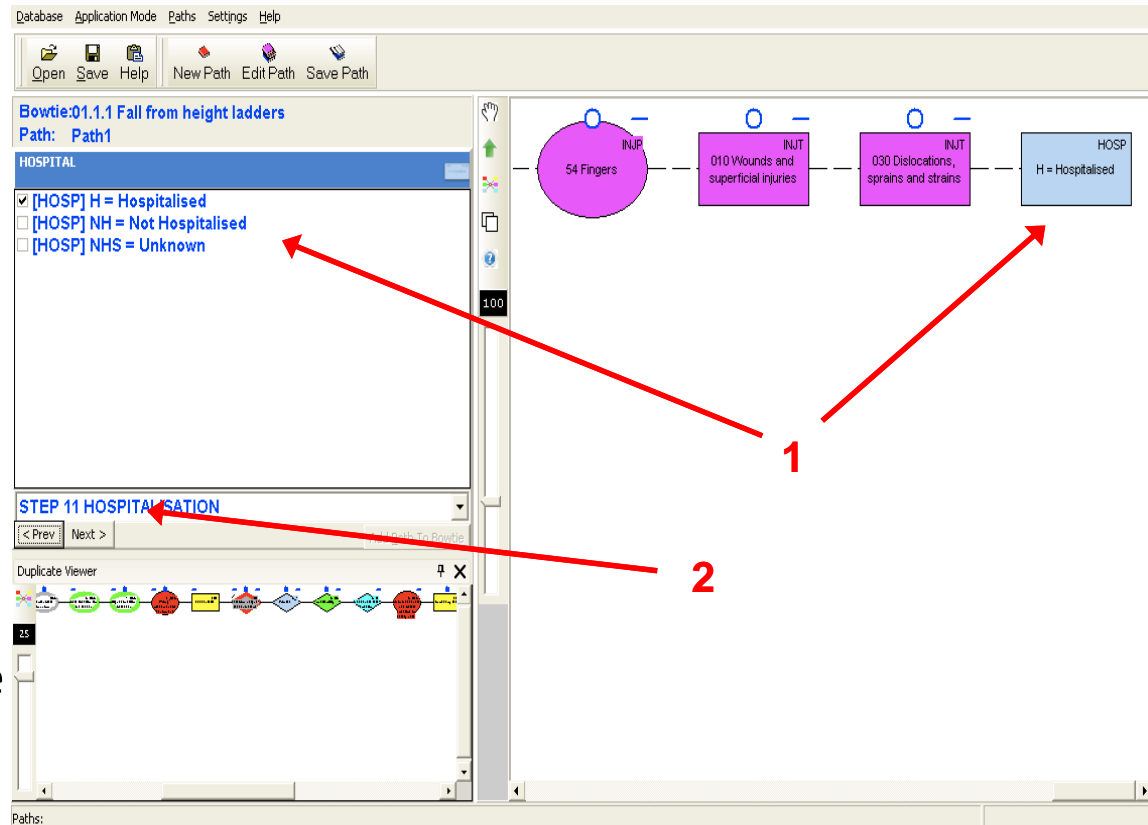 Database Application Mode Paths Settings Help
Open Save Help New Path Edit Path Save Path
Bowtie:01.1.1 Fall from height ladders
Path: Path1
HOSPITAL
[HOSP] H = Hospitalised
[HOSP] NH = Not Hospitalised
[HOSP] NHS = Unknown
STEP 11 HOSPITALISATION
< Prev Next > Add Path To Bowtie
Duplicate Viewer
25
e
100
INJP
54 Fingers
INJT
010 Wounds and
superficial injuries
INJT
030 Dislocations,
sprains and strains
HOSP
H = Hospitalised
1
2
Paths: